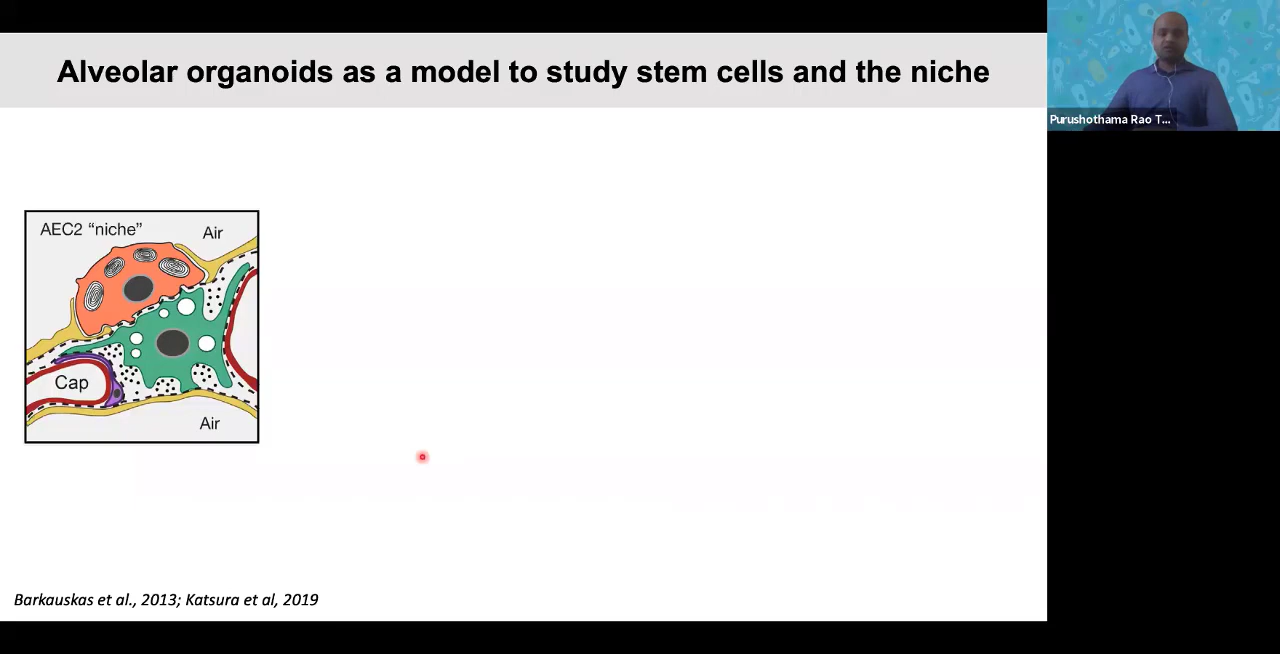 Alveolar organoids as a model to study stem cells and the niche
Purushothama Rao T...
AEC2 “niche”
Air
Cap
Air
Barkauskas et al., 2013; Katsura et al, 2019